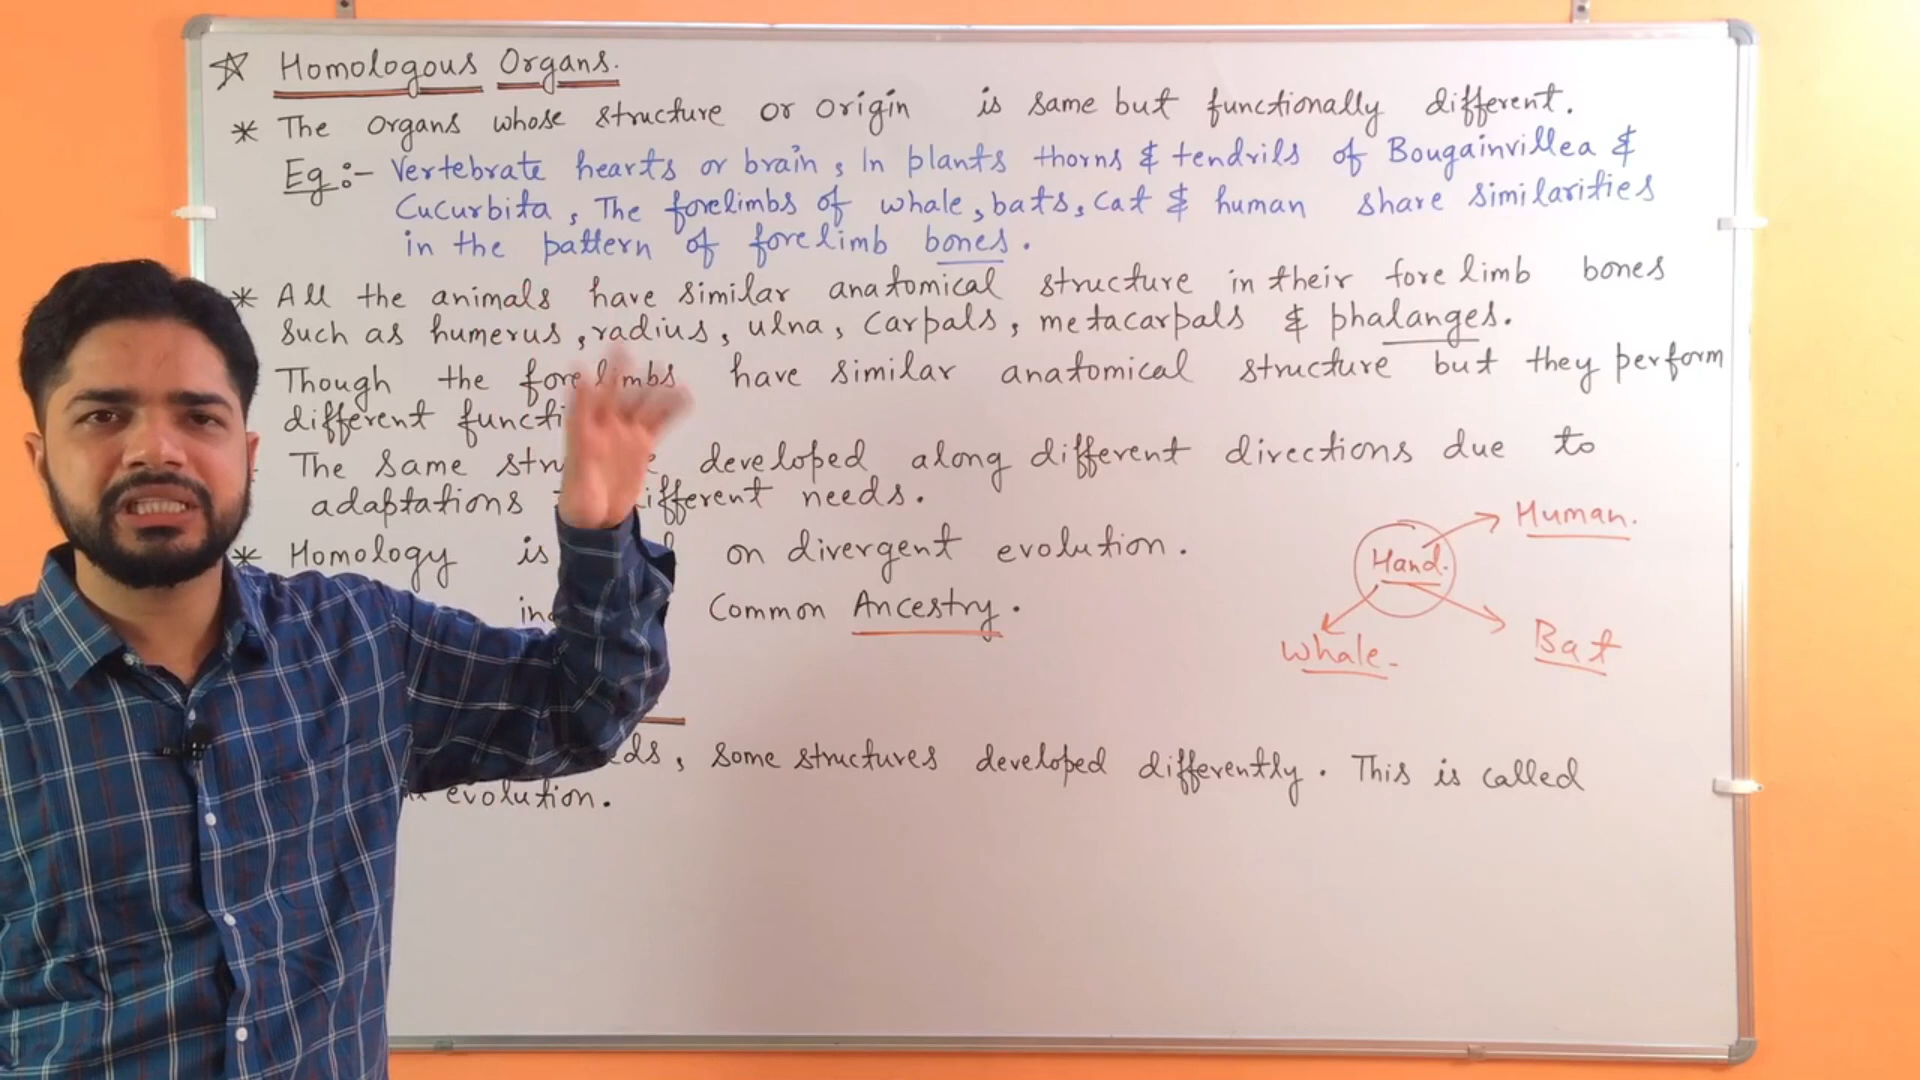 ☆ Homologous Organs.
* The Organs whose structure or origin is same but functionally different.
Eg:- Vertebrate hearts or brain, In plants thorns & tendrils of Bougainvillea &
Cucurbita, The forelimbs of whale, bats, cat & human share similarities
in the pattern of forelimb bones.
* All the animals have similar anatomical structure in their fore limb bones
such as humerus, radius, ulna, carpals, metacarpals & phalanges.
Though the forelimbs have similar anatomical structure but they perform
different
The same developed along different directions due to
adaptations different needs.
* Homology is on divergent evolution.
Common Ancestry.
Hand.
Human.
Whale.
Bat
, some structures developed differently. This is called
evolution.